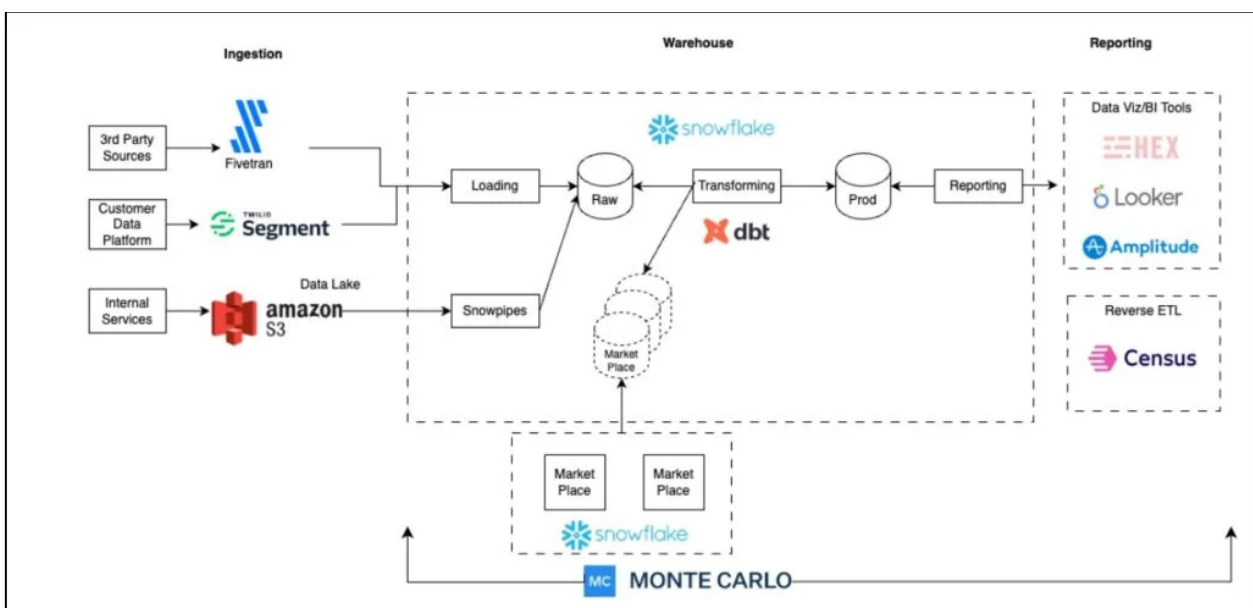 Ingestion
Warehouse
Reporting
3rd Party
Sources
Fivetran
Customer
Data
Platform
TWILIO
Segment
Internal
Services
Data Lake
amazon
S3
snowflake
Loading
Raw
Transforming
dbt
Prod
Reporting
Snowpipes
Market
Place
Market
Place
Market
Place
snowflake
Data Viz/BI Tools
HEX
Looker
Amplitude
Reverse ETL
Census
MC MONTE CARLO